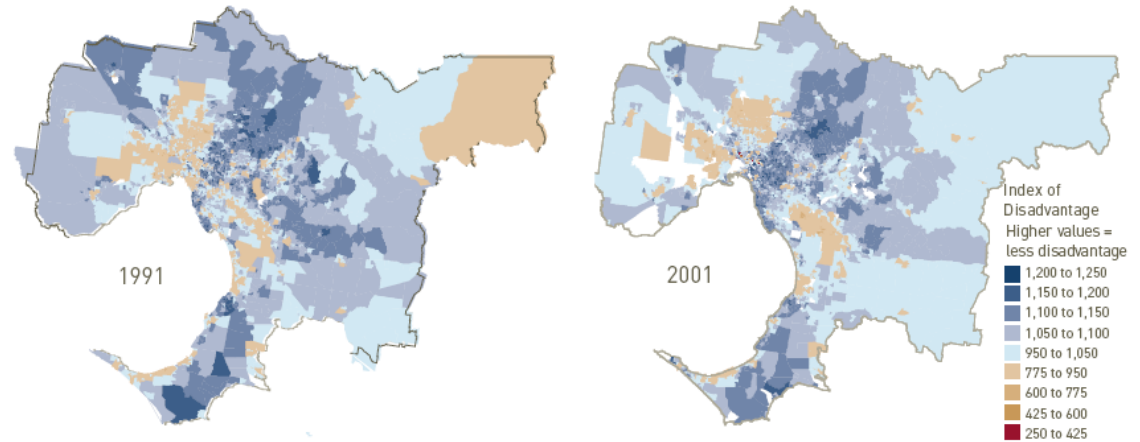 1991
2001
Index of
Disadvantage
Higher values =
less disadvantage
1,200 to 1,250
1,150 to 1,200
1,100 to 1,150
1,050 to 1,100
950 to 1,050
775 to 950
600 to 775
425 to 600
250 to 425